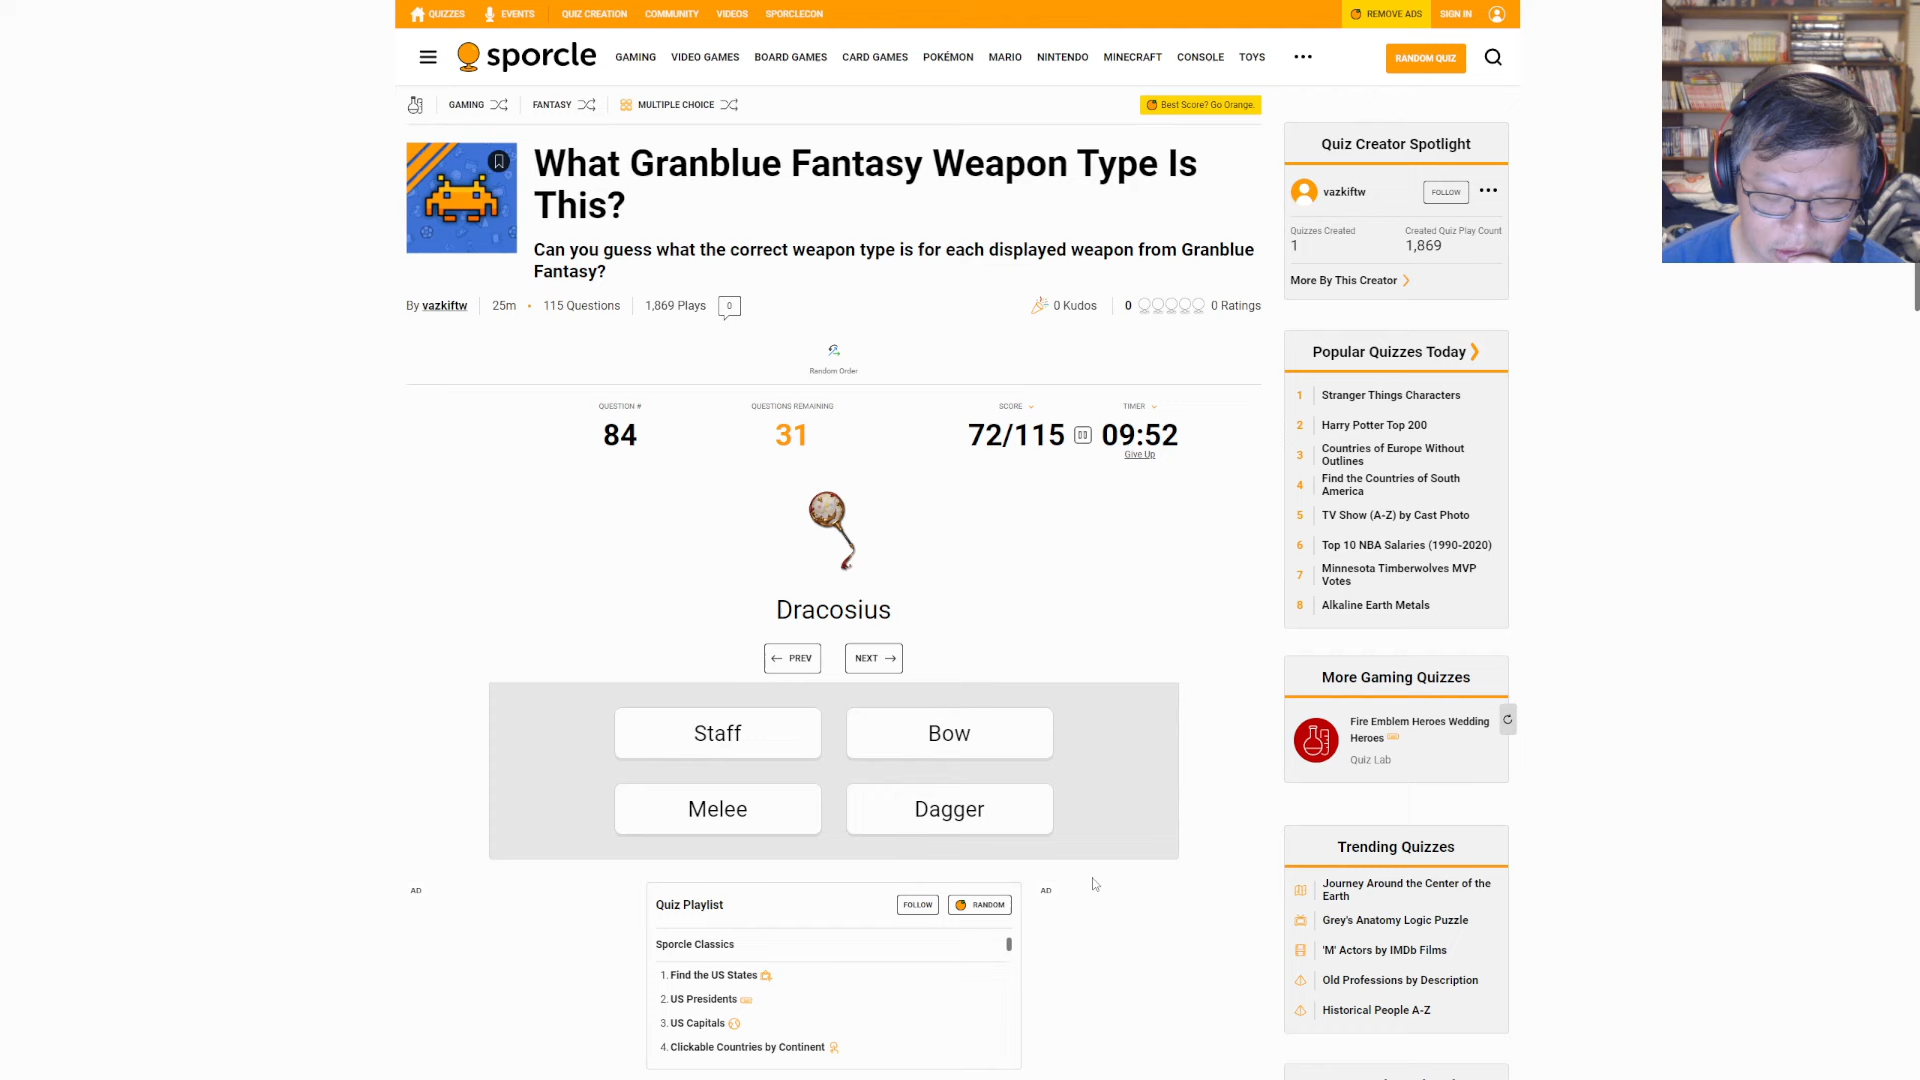 QUIZZES EVENTS QUIZ CREATION COMMUNITY VIDEOS SPORCLECON REMOVE ADS SIGN IN
sporcle GAMING VIDEO GAMES BOARD GAMES CARD GAMES POKÉMON MARIO NINTENDO MINECRAFT CONSOLE TOYS ••• RANDOM QUIZ
GAMING FANTASY MULTIPLE CHOICE Best Score? Go Orange.
What Granblue Fantasy Weapon Type Is
This?
Can you guess what the correct weapon type is for each displayed weapon from Granblue
Fantasy?
By vazkiftw 25m • 115 Questions 1,869 Plays 0 0 Kudos 0 0 Ratings
Random Order
QUESTION # QUESTIONS REMAINING SCORE TIMER
84 31 72/115 09:52
Give Up
Dracosius
← PREV NEXT →
Staff Bow
Melee Dagger
AD AD
Quiz Playlist FOLLOW RANDOM
Sporcle Classics
1. Find the US States
2. US Presidents
3. US Capitals
4. Clickable Countries by Continent
Quiz Creator Spotlight
vazkiftw FOLLOW •••
Quizzes Created Created Quiz Play Count
1 1,869
More By This Creator
Popular Quizzes Today
1 Stranger Things Characters
2 Harry Potter Top 200
3 Countries of Europe Without
Outlines
4 Find the Countries of South
America
5 TV Show (A-Z) by Cast Photo
6 Top 10 NBA Salaries (1990-2020)
7 Minnesota Timberwolves MVP
Votes
8 Alkaline Earth Metals
More Gaming Quizzes
Fire Emblem Heroes Wedding
Heroes
Quiz Lab
Trending Quizzes
Journey Around the Center of the
Earth
Grey's Anatomy Logic Puzzle
'M' Actors by IMDb Films
Old Professions by Description
Historical People A-Z